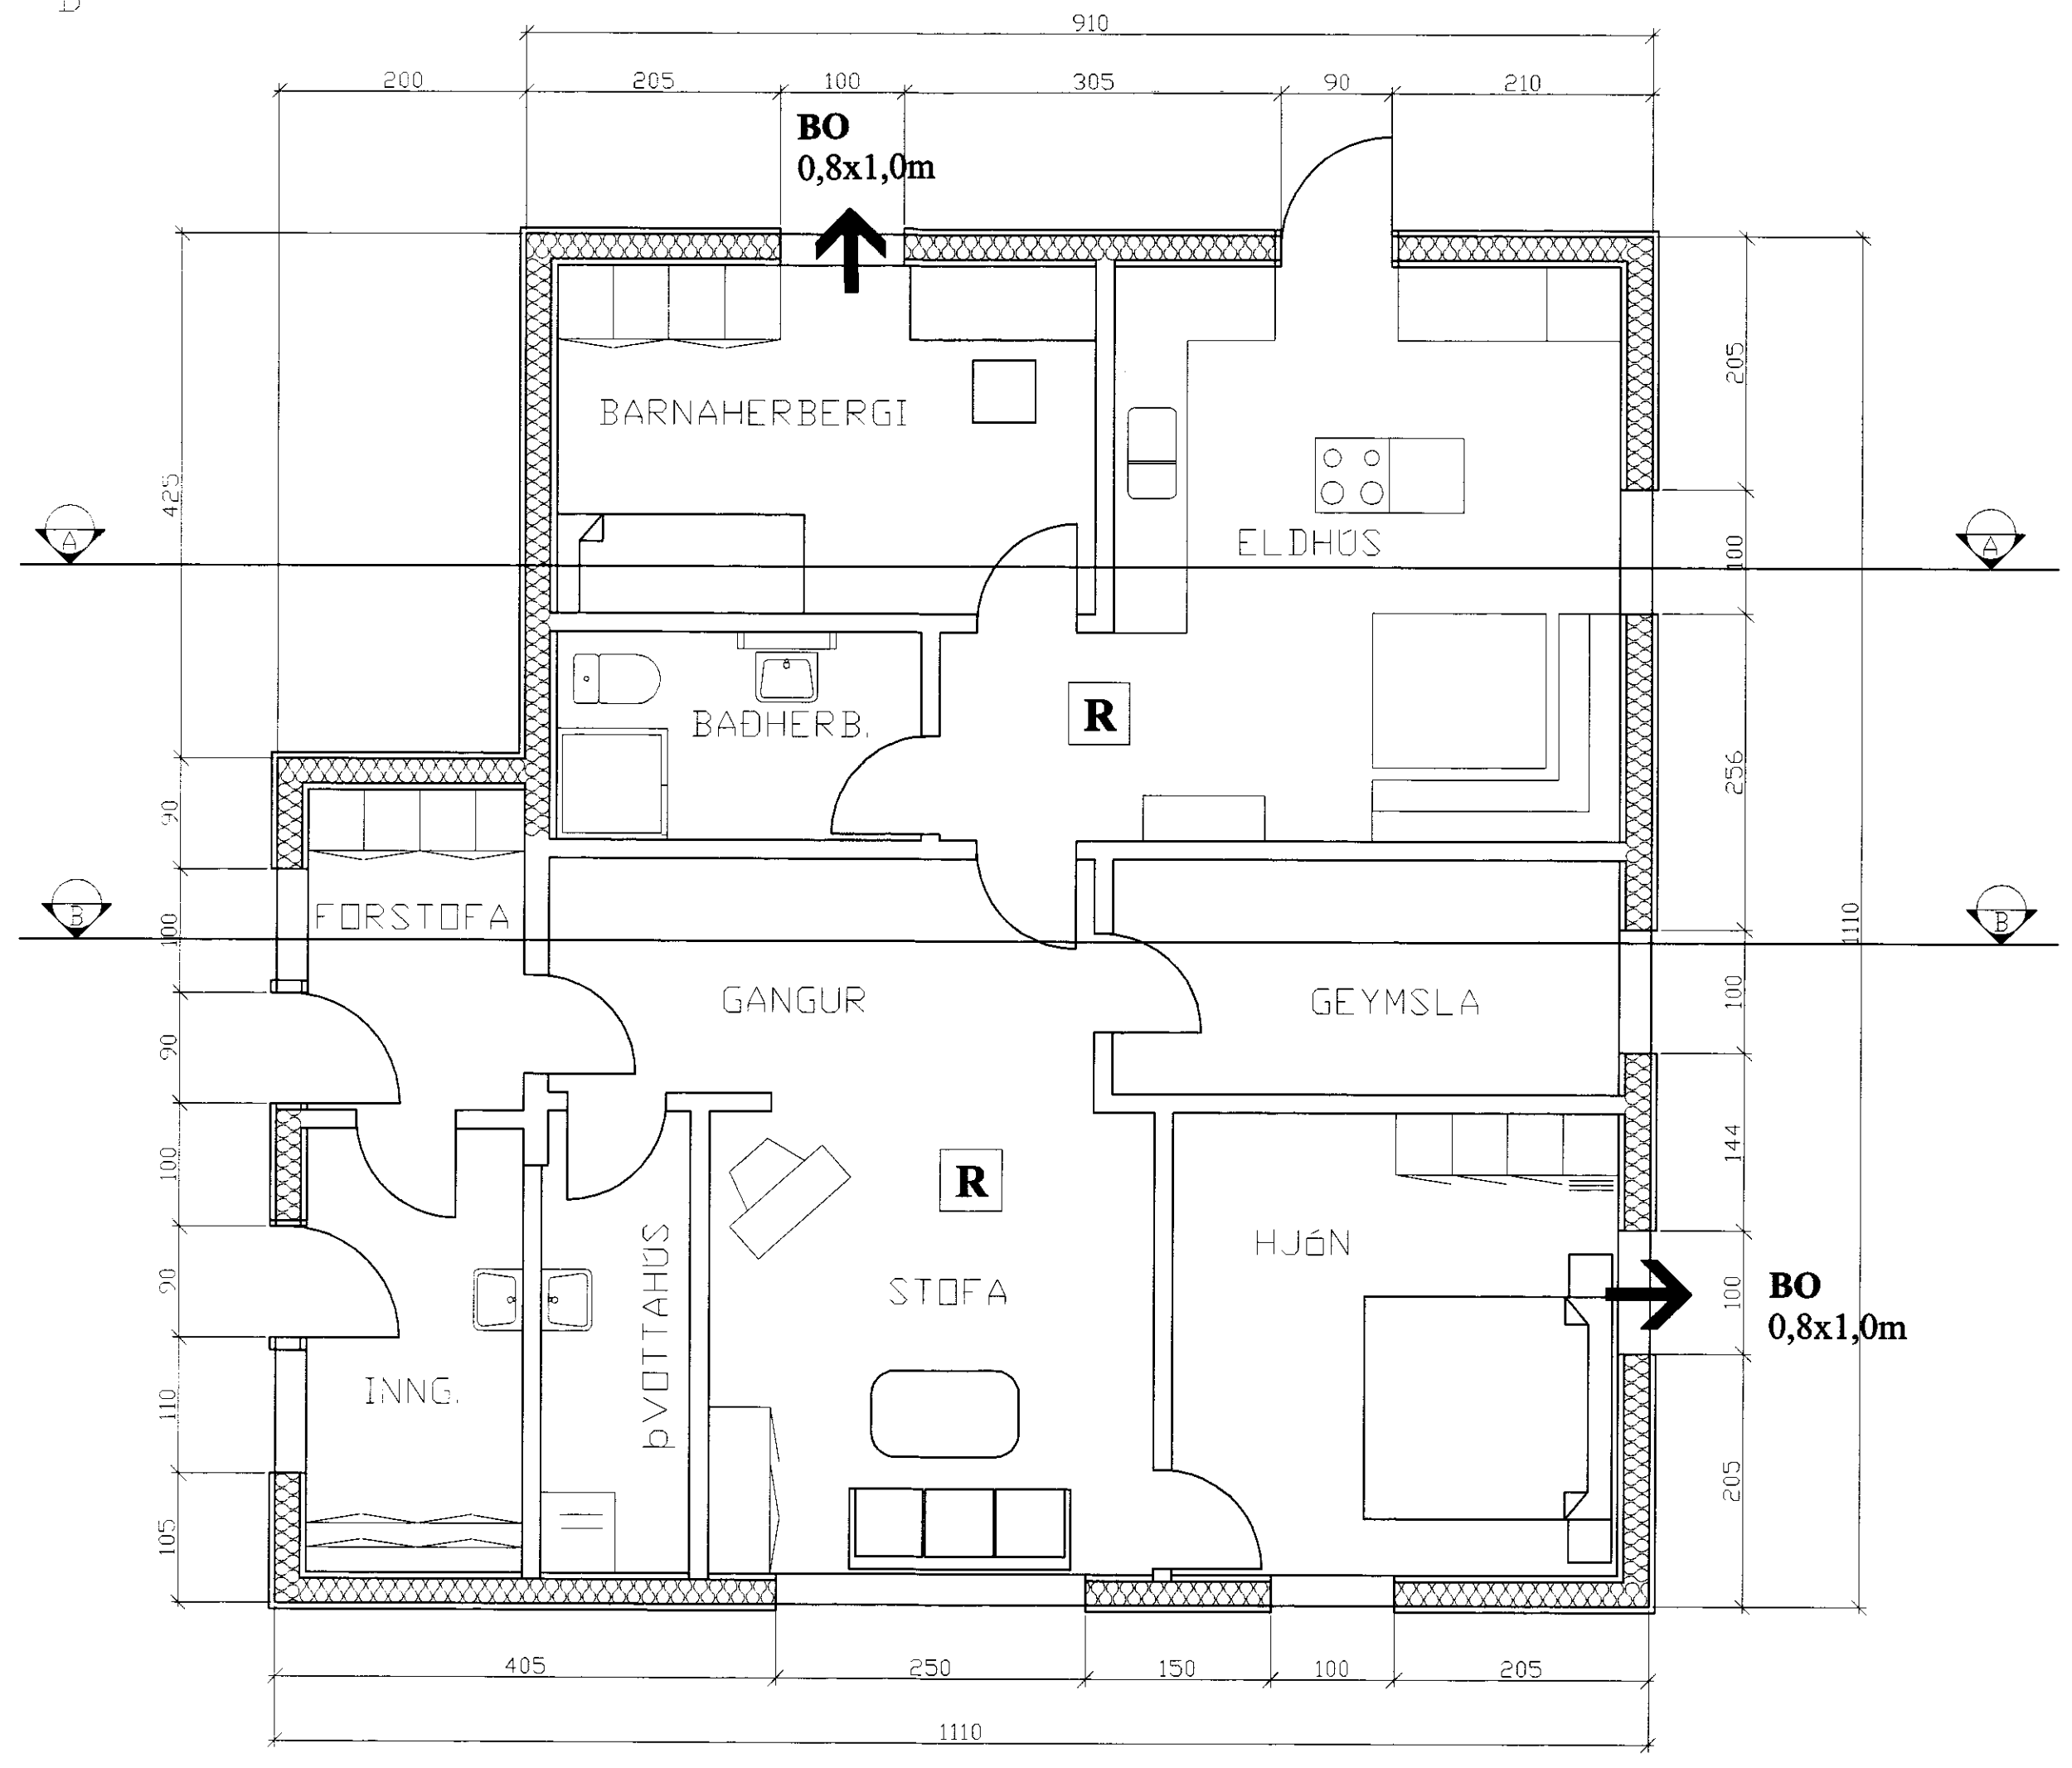 910
200 205 100 305 90 210
BO
0,8x1,0m
BARNAHERBERGI
ELDHÚS
425
205
A
A
100
BAÐHERB.
R
256
90
FORSTOFA
B
B
100
1110
GANGUR
GEYMSLA
100
90
144
100
R
HJóN
ÞVOTTAHÚS
STOFA
90
100
BO
0,8x1,0m
INNG.
110
205
105
405 250 150 100 205
1110